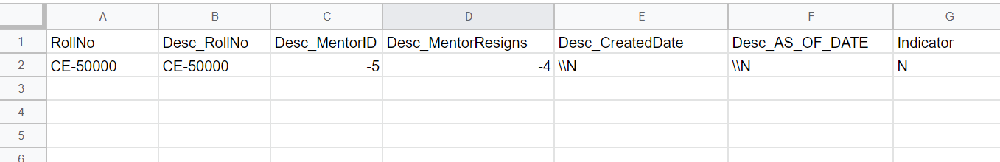 A B C D E F G
1 RollNo Desc_RollNo Desc_MentorID Desc_MentorResigns Desc_CreatedDate Desc_AS_OF_DATE Indicator
2 CE-50000 CE-50000 -5 -4 \\N \\N N
3
4
5
6